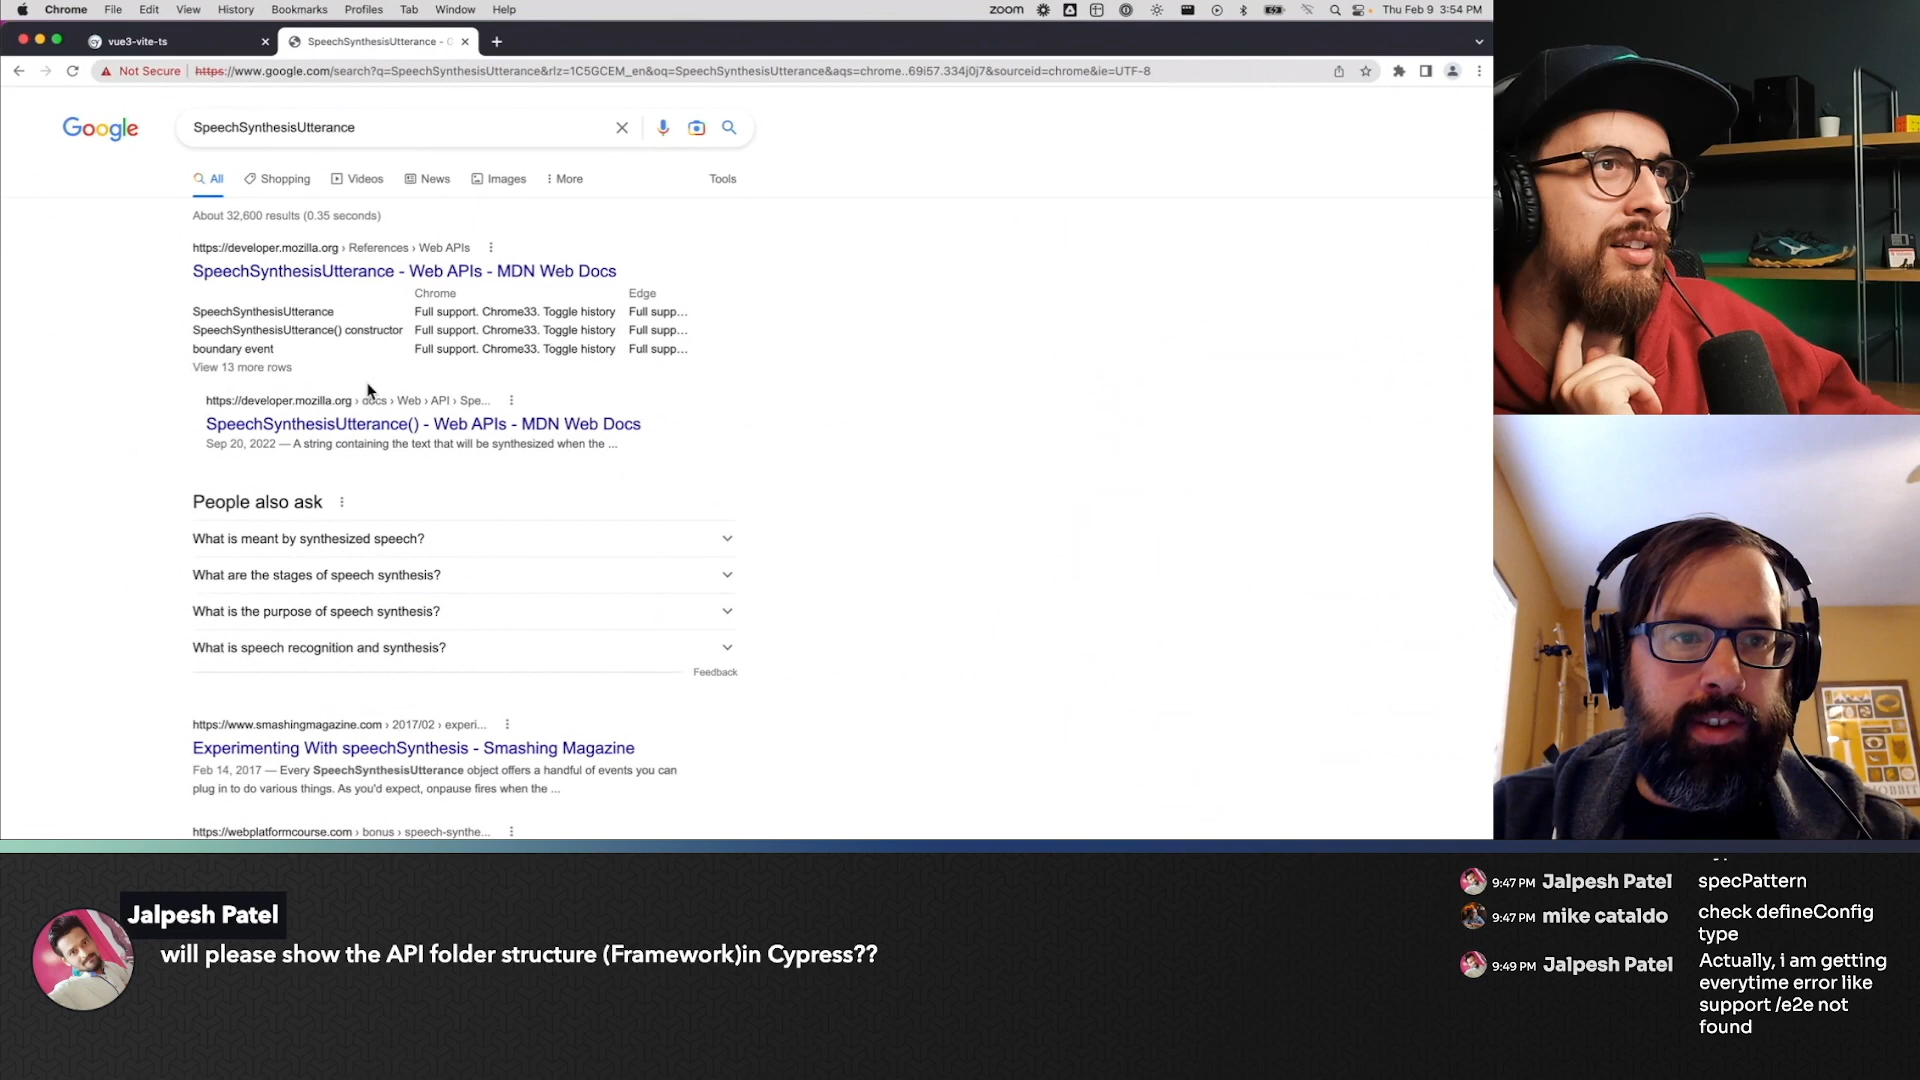 Chrome File Edit View History Bookmarks Profiles Tab Window Help
zoom Thu Feb 9 3:54 PM
vue3-vite-ts
SpeechSynthesisUtterance -
Not Secure https://www.google.com/search?q=SpeechSynthesisUtterance&rlz=1C5GCEM_en&oq=SpeechSynthesisUtterance&aqs=chrome..69i57.334j0j7&sourceid=chrome&ie=UTF-8
Google
SpeechSynthesisUtterance
All Shopping Videos News Images More Tools
About 32,600 results (0.35 seconds)
https://developer.mozilla.org › References › Web APIs
SpeechSynthesisUtterance - Web APIs - MDN Web Docs
Chrome Edge
SpeechSynthesisUtterance Full support. Chrome33. Toggle history Full supp...
SpeechSynthesisUtterance() constructor Full support. Chrome33. Toggle history Full supp...
boundary event Full support. Chrome33. Toggle history Full supp...
View 13 more rows
https://developer.mozilla.org › docs › Web › API › Spe...
SpeechSynthesisUtterance() - Web APIs - MDN Web Docs
Sep 20, 2022 — A string containing the text that will be synthesized when the ...
People also ask
What is meant by synthesized speech?
What are the stages of speech synthesis?
What is the purpose of speech synthesis?
What is speech recognition and synthesis?
Feedback
https://www.smashingmagazine.com › 2017/02 › experi...
Experimenting With speechSynthesis - Smashing Magazine
Feb 14, 2017 — Every SpeechSynthesisUtterance object offers a handful of events you can
plug in to do various things. As you'd expect, onpause fires when the ...
https://webplatformcourse.com › bonus › speech-synthe...
Jalpesh Patel
will please show the API folder structure (Framework)in Cypress??
9:47 PM Jalpesh Patel specPattern
9:47 PM mike cataldo check defineConfig
type
9:49 PM Jalpesh Patel Actually, i am getting
everytime error like
support /e2e not
found